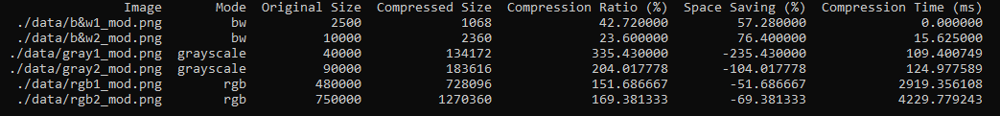 Image Mode Original Size Compressed Size Compression Ratio (%) Space Saving (%) Compression Time (ms)
./data/b&w1_mod.png bw 2500 1068 42.720000 57.280000 0.000000
./data/b&w2_mod.png bw 10000 2360 23.600000 76.400000 15.625000
./data/gray1_mod.png grayscale 40000 134172 335.430000 -235.430000 109.400749
./data/gray2_mod.png grayscale 90000 183616 204.017778 -104.017778 124.977589
./data/rgb1_mod.png rgb 480000 728096 151.686667 -51.686667 2919.356108
./data/rgb2_mod.png rgb 750000 1270360 169.381333 -69.381333 4229.779243